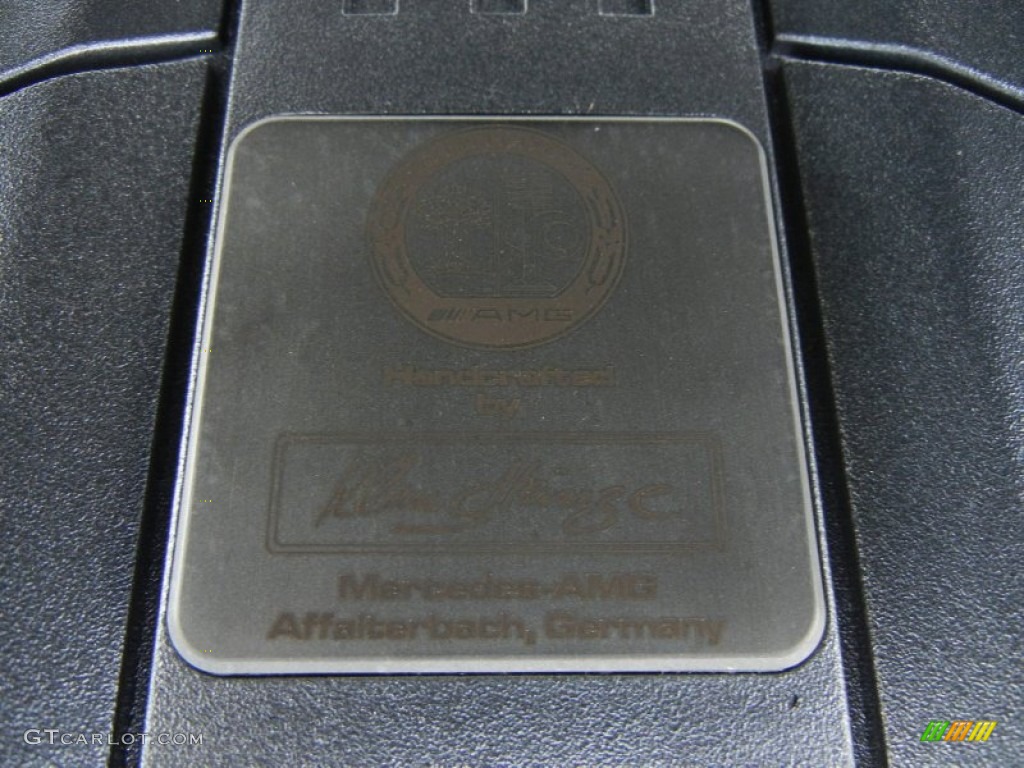 AMG
Handcrafted
by
Mercedes-AMG
Affalterbach, Germany
GTCARLOT.COM